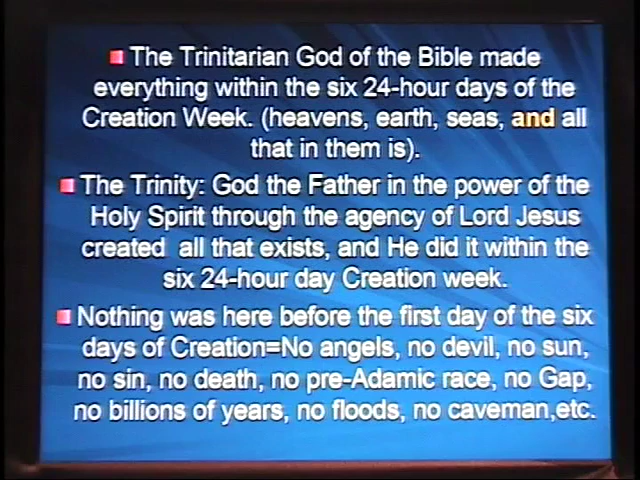 The Trinitarian God of the Bible made
everything within the six 24-hour days of the
Creation Week. (heavens, earth, seas, and all
that in them is).
The Trinity: God the Father in the power of the
Holy Spirit through the agency of Lord Jesus
created all that exists, and He did it within the
six 24-hour day Creation week.
Nothing was here before the first day of the six
days of Creation=No angels, no devil, no sun,
no sin, no death, no pre-Adamic race, no Gap,
no billions of years, no floods, no caveman,etc.